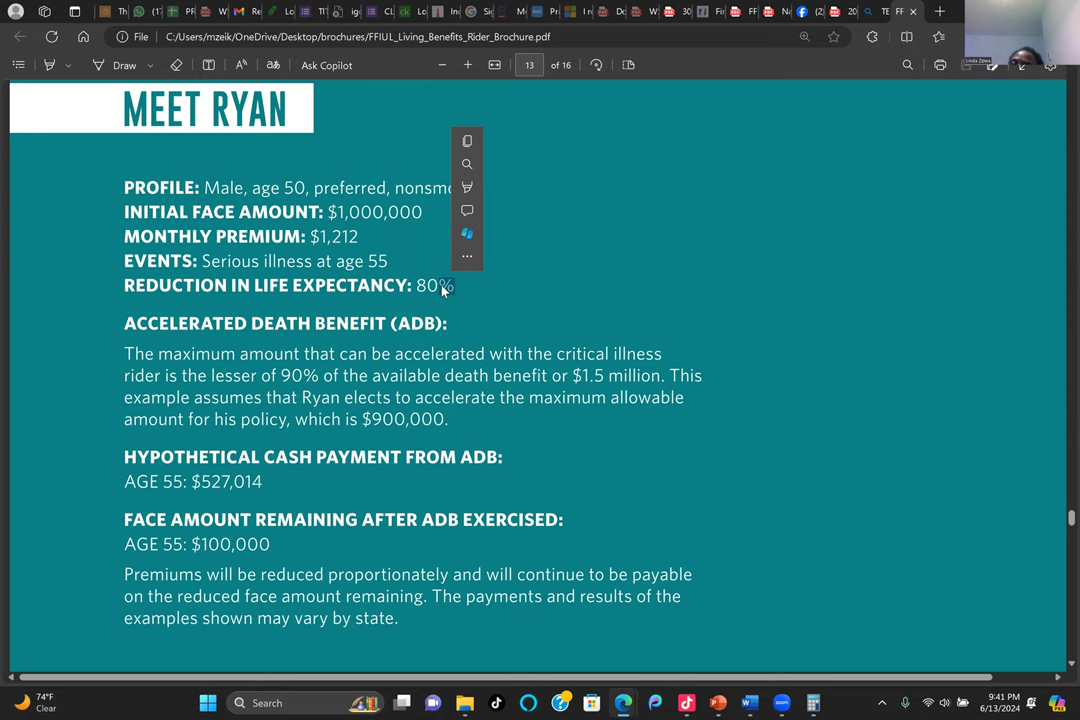 File
C:/Users/mzeik/OneDrive/Desktop/brochures/FFIUL_Living_Benefits_Rider_Brochure.pdf
Draw
Ask Copilot
13 of 16
Linda Ziwa
MEET RYAN
PROFILE: Male, age 50, preferred, nonsmo
INITIAL FACE AMOUNT: $1,000,000
MONTHLY PREMIUM: $1,212
EVENTS: Serious illness at age 55
REDUCTION IN LIFE EXPECTANCY: 80%
ACCELERATED DEATH BENEFIT (ADB):
The maximum amount that can be accelerated with the critical illness
rider is the lesser of 90% of the available death benefit or $1.5 million. This
example assumes that Ryan elects to accelerate the maximum allowable
amount for his policy, which is $900,000.
HYPOTHETICAL CASH PAYMENT FROM ADB:
AGE 55: $527,014
FACE AMOUNT REMAINING AFTER ADB EXERCISED:
AGE 55: $100,000
Premiums will be reduced proportionately and will continue to be payable
on the reduced face amount remaining. The payments and results of the
examples shown may vary by state.
74°F
Clear
Search
9:41 PM
6/13/2024